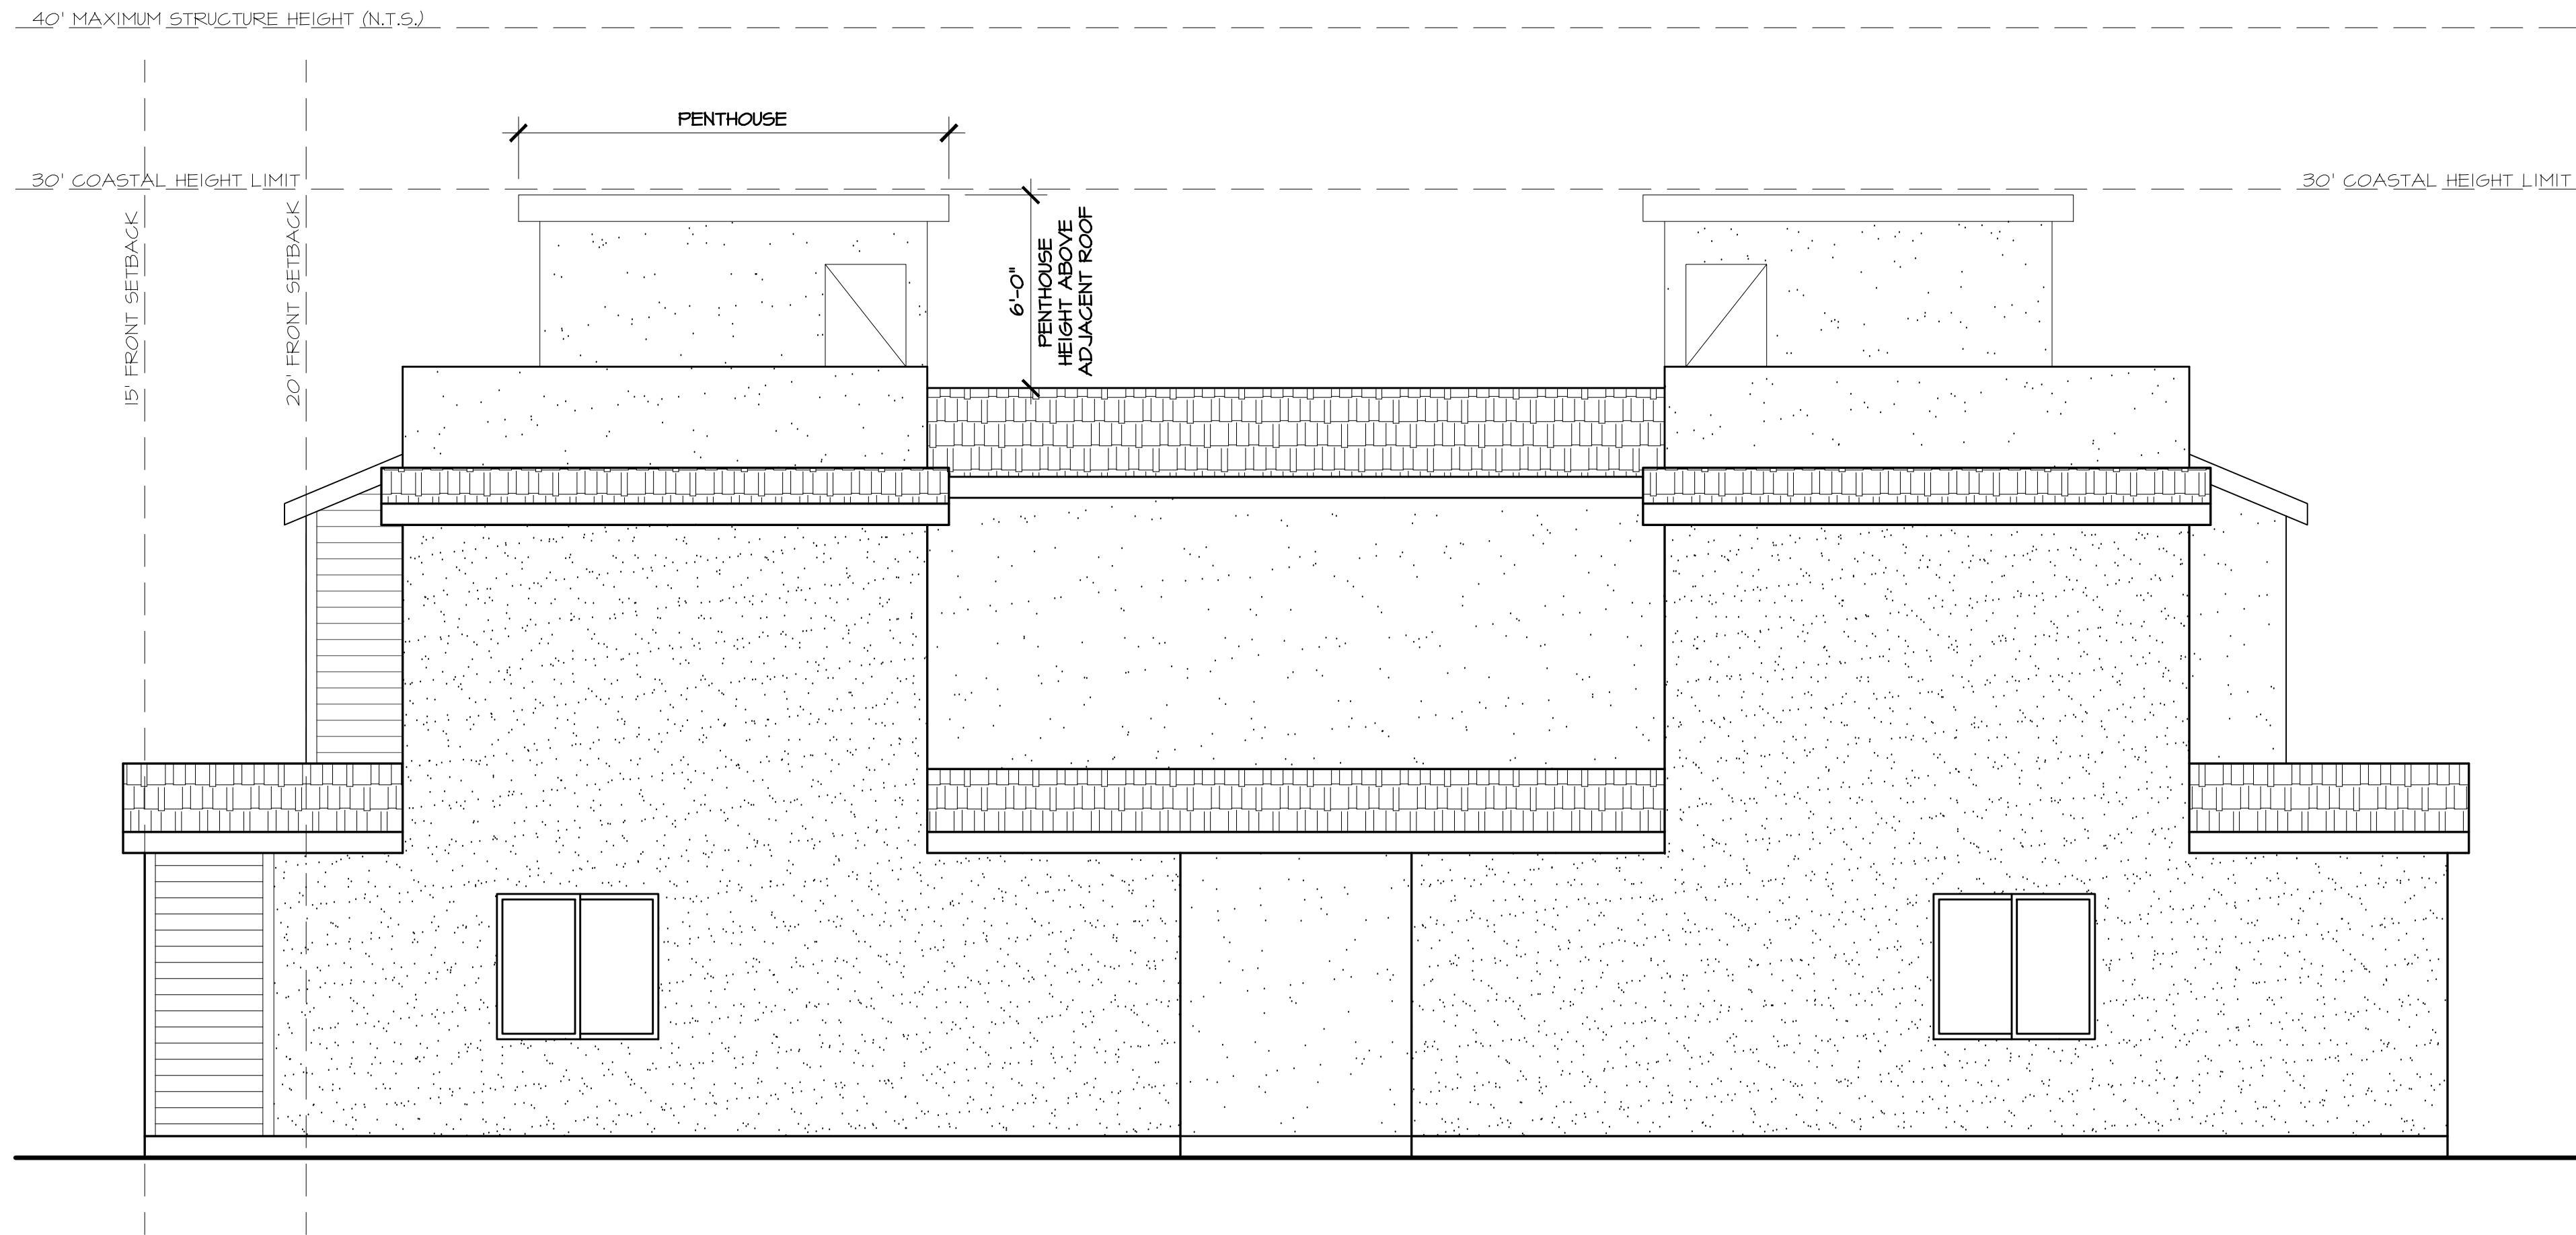 40' MAXIMUM STRUCTURE HEIGHT (N.T.S.)
PENTHOUSE
30' COASTAL HEIGHT LIMIT
30' COASTAL HEIGHT LIMIT
15' FRONT SETBACK
20' FRONT SETBACK
6'-0"
PENTHOUSE
HEIGHT ABOVE
ADJACENT ROOF